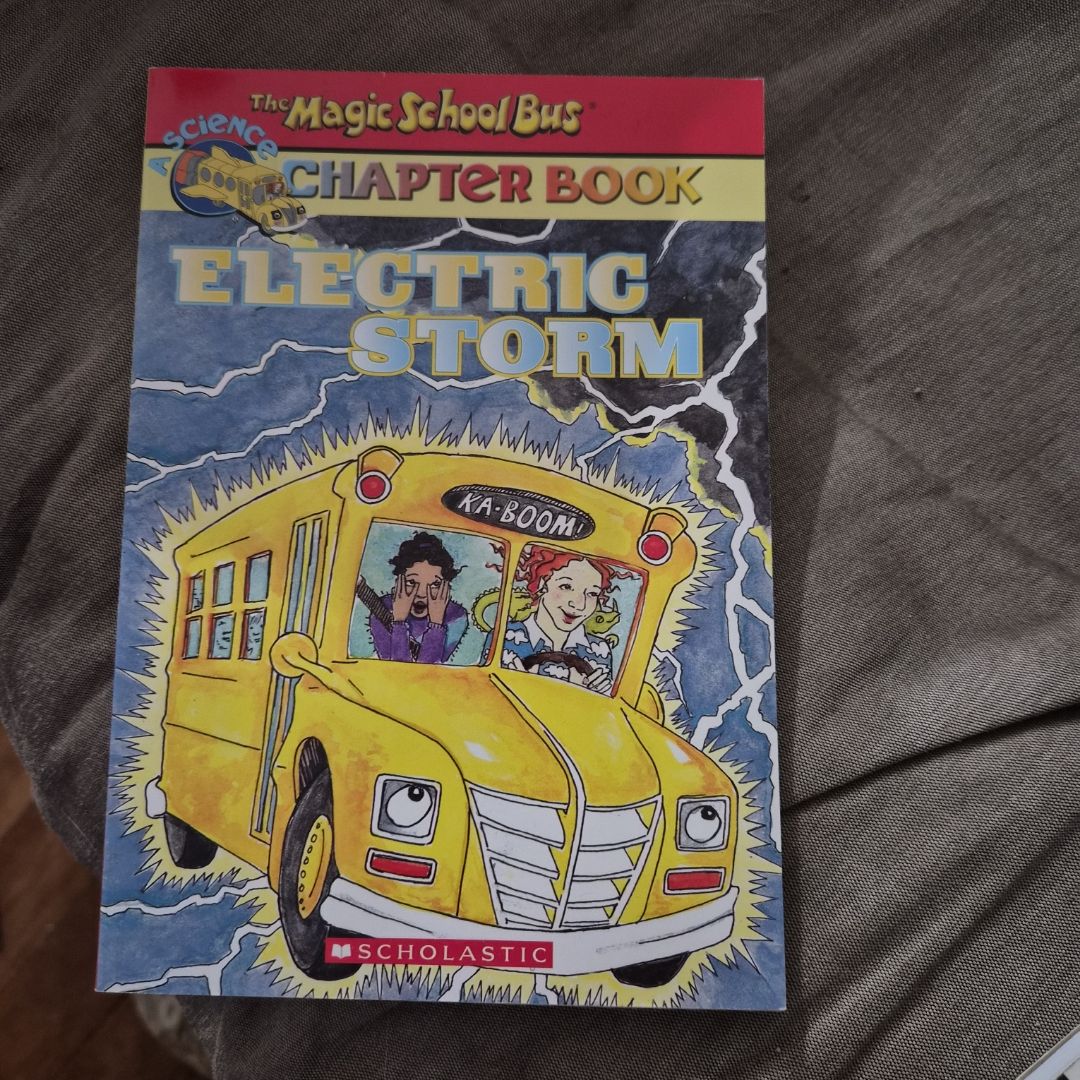 The Magic School Bus
A SCIENCE
CHAPTER BOOK
ELECTRIC
STORM
KA-BOOM!
SCHOLASTIC